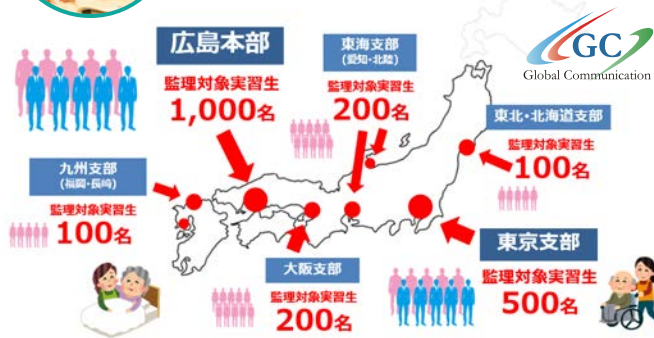 広島本部
監理対象実習生
1,000名
東海支部
(愛知・北陸)
監理対象実習生
200名
GC
Global Communication
東北・北海道支部
監理対象実習生
100名
九州支部
(福岡・長崎)
監理対象実習生
100名
大阪支部
監理対象実習生
200名
東京支部
監理対象実習生
500名